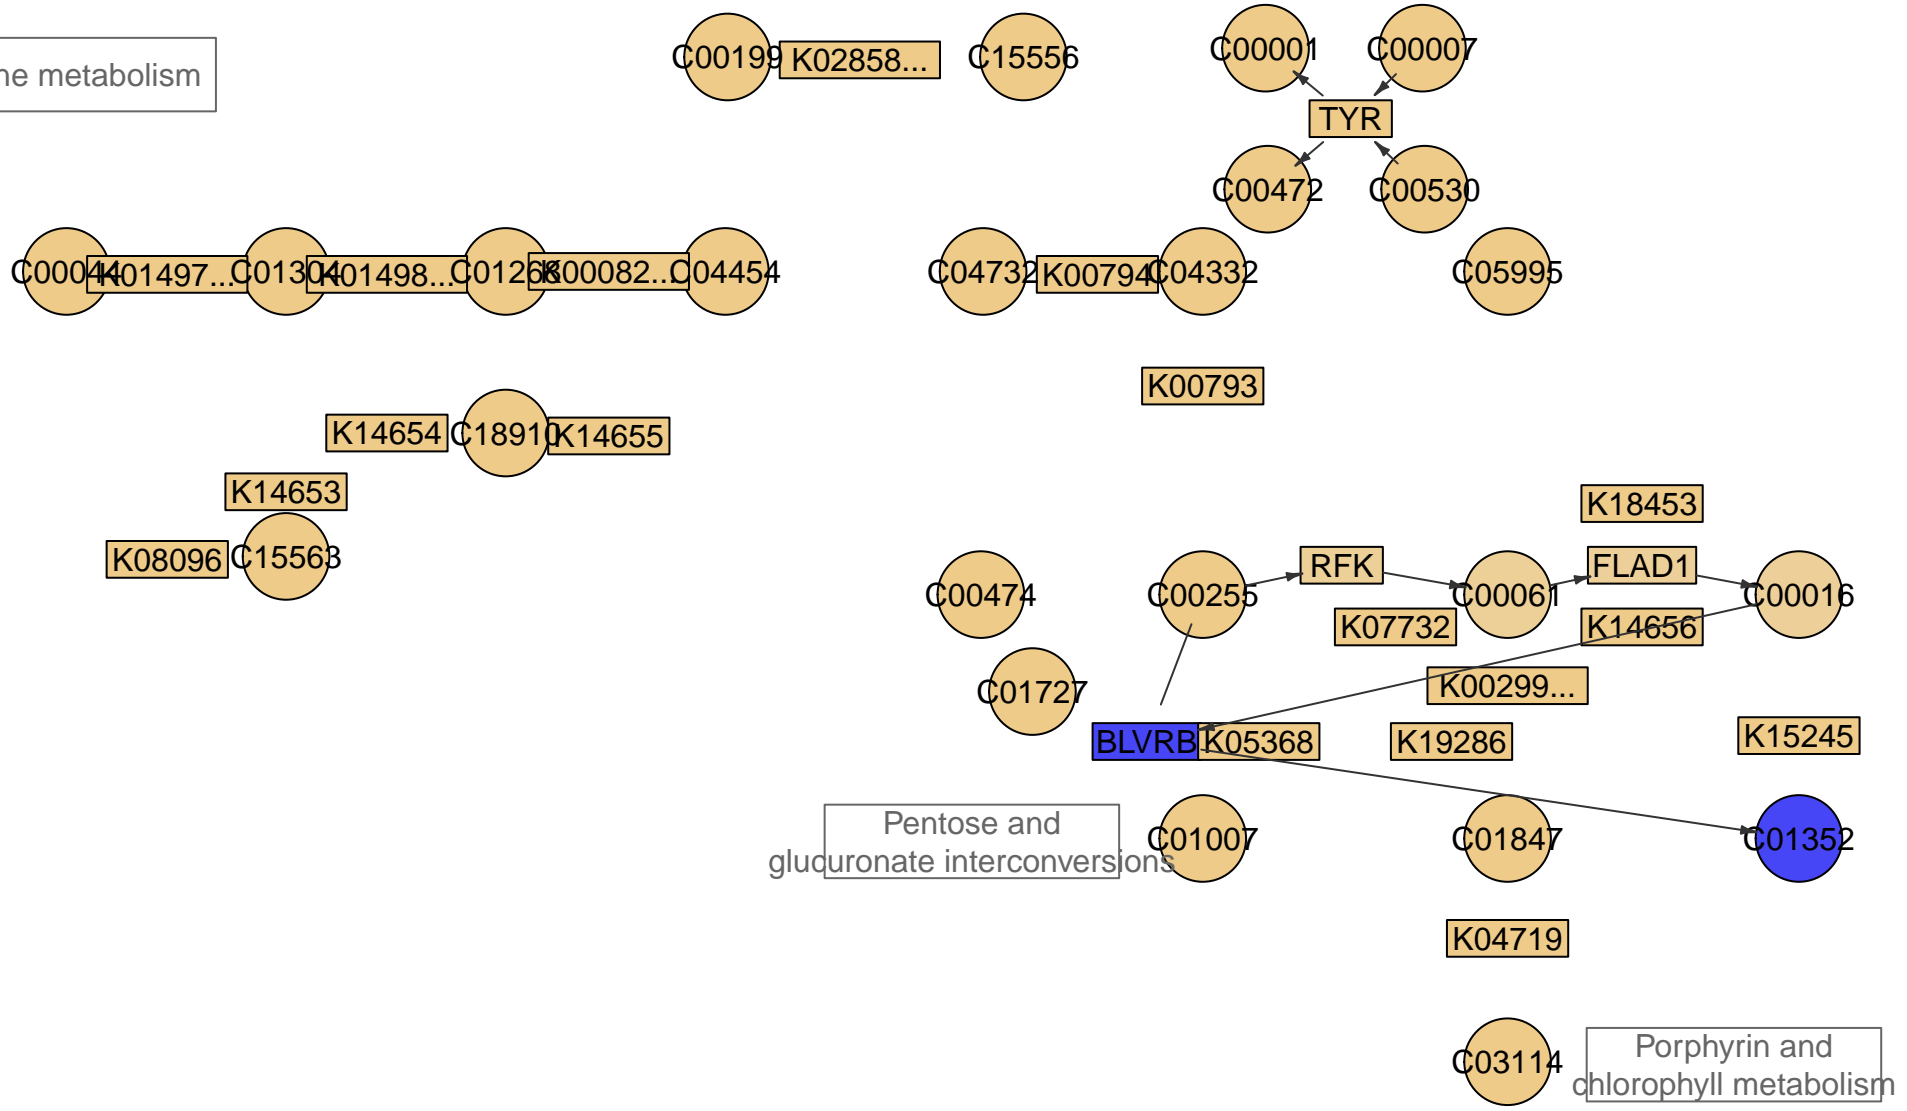 C00199
K02858...
C15556
C00001
C00007
ne metabolism
TYR
C00472
C00530
C00044
K01497...
C01304
K01498...
C01268
K00082...
C04454
C04732
K00794
C04332
C05995
K00793
K14654
C18910
K14655
K14653
K08096
C15563
K18453
C00474
C00255
RFK
C00061
FLAD1
C00016
K07732
K14656
C01727
K00299...
BLVRB
K05368
K19286
K15245
Pentose and
glucuronate interconversions
C01007
C01847
C01352
K04719
C03114
Porphyrin and
chlorophyll metabolism